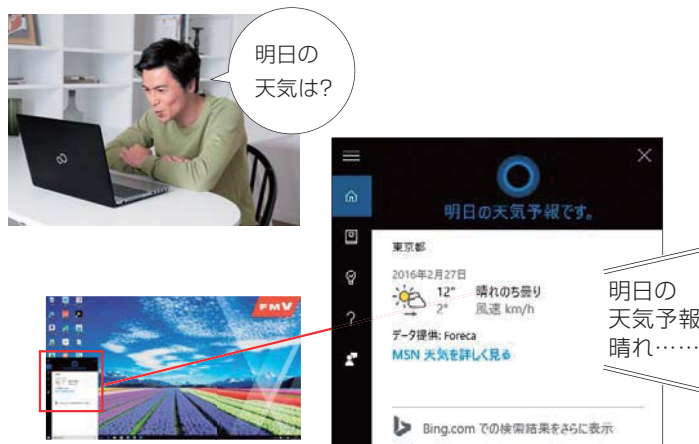 明日の
天気は?
明日の天気予報です。
東京都
2016年2月27日
12° 晴れのち曇り
2° 風速 km/h
データ提供: Foreca
MSN 天気を詳しく見る
Bing.com での検索結果をさらに表示
明日の
天気予報
晴れ……
FMV